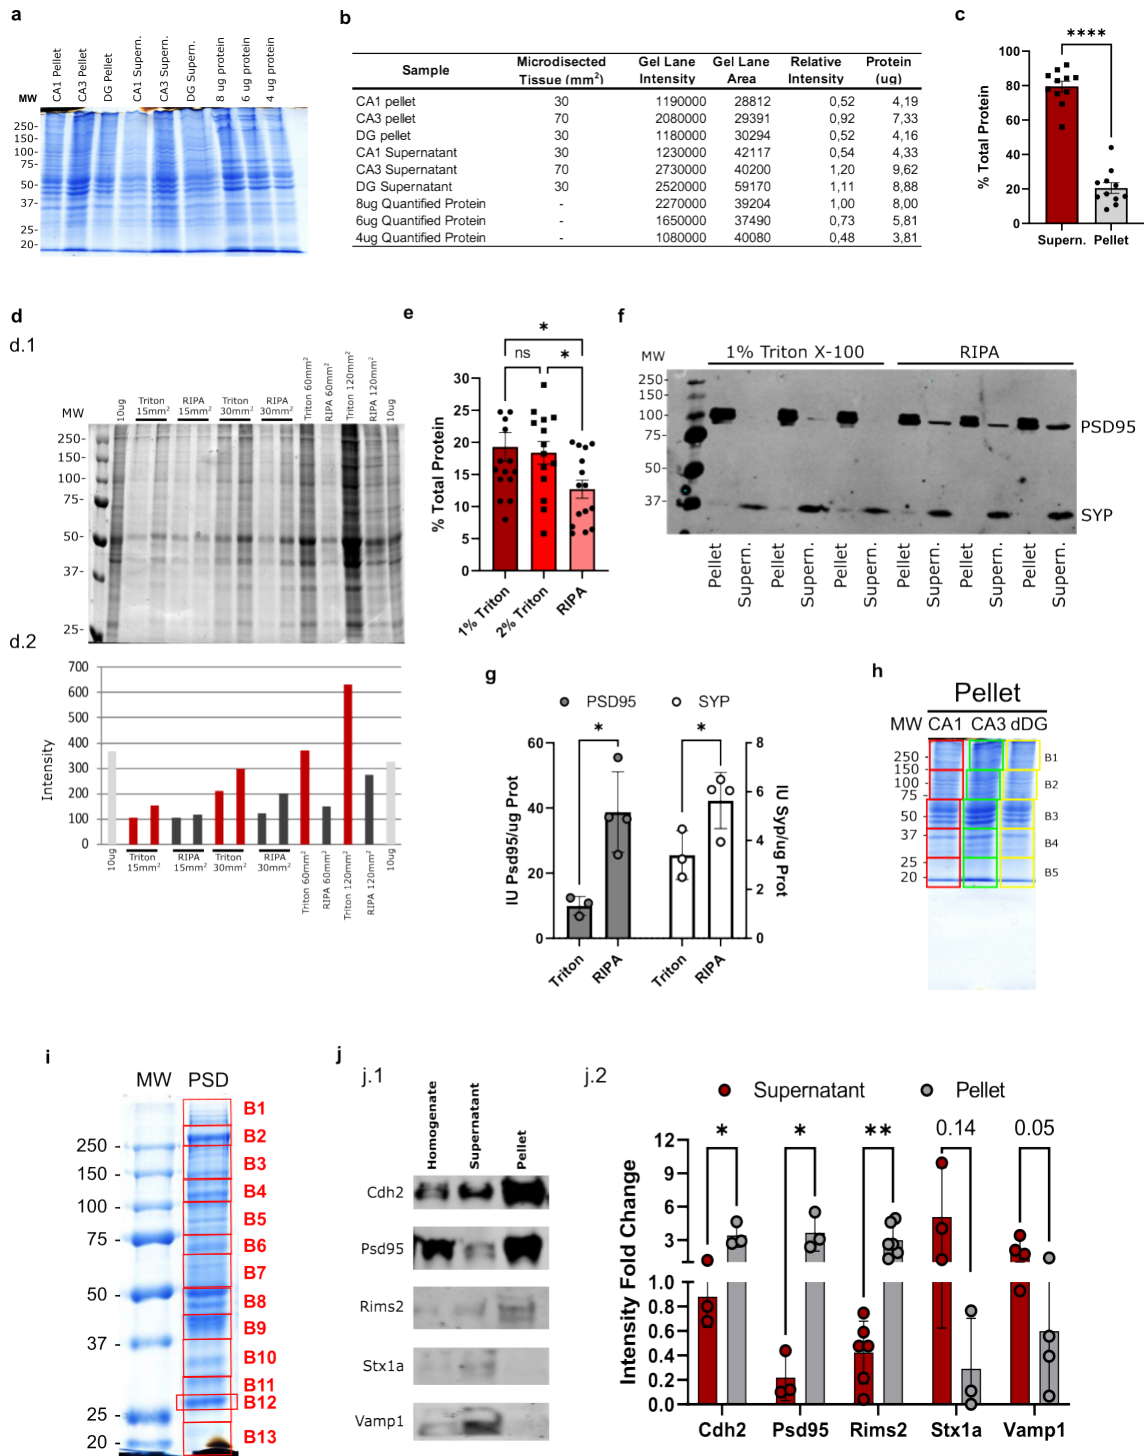 a
MW
CA1 Pellet
CA3 Pellet
DG Pellet
CA1 Supern.
CA3 Supern.
DG Supern.
8 ug protein
6 ug protein
4 ug protein
250-
150-
100-
75-
50-
37-
25-
20-
b
Sample Microdisected Tissue (mm²) Gel Lane Intensity Gel Lane Area Relative Intensity Protein (ug)
CA1 pellet 30 1190000 28812 0,52 4,19
CA3 pellet 70 2080000 29391 0,92 7,33
DG pellet 30 1180000 30294 0,52 4,16
CA1 Supernatant 30 1230000 42117 0,54 4,33
CA3 Supernatant 70 2730000 40200 1,20 9,62
DG Supernatant 30 2520000 59170 1,11 8,88
8ug Quantified Protein - 2270000 39204 1,00 8,00
6ug Quantified Protein - 1650000 37490 0,73 5,81
4ug Quantified Protein - 1080000 40080 0,48 3,81
c
****
% Total Protein
100
80
60
40
20
0
Supern. Pellet
d
d.1
MW
10ug
Triton 15mm²
RIPA 15mm²
Triton 30mm²
RIPA 30mm²
Triton 60mm²
RIPA 60mm²
Triton 120mm²
RIPA 120mm²
10ug
250-
150-
100-
75-
50-
37-
25-
d.2
Intensity
700
600
500
400
300
200
100
0
10ug
Triton 15mm²
RIPA 15mm²
Triton 30mm²
RIPA 30mm²
Triton 60mm²
RIPA 60mm²
Triton 120mm²
RIPA 120mm²
10ug
e
*
ns *
% Total Protein
30
25
20
15
10
5
0
1% Triton
2% Triton
RIPA
f
1% Triton X-100 RIPA
MW
250-
150-
100-
75-
50-
37-
PSD95
SYP
Pellet
Supern.
Pellet
Supern.
Pellet
Supern.
Pellet
Supern.
Pellet
Supern.
Pellet
Supern.
g
PSD95 SYP
* *
IU Psd95/ug Prot
60
40
20
0
8
6
4
2
0
IU Syp/ug Prot
Triton
RIPA
Triton
RIPA
h
Pellet
MW CA1 CA3 dDG
250
150
100
75
50
37
25
20
B1
B2
B3
B4
B5
i
MW PSD
250 -
150 -
100 -
75 -
50 -
37 -
25 -
20 -
B1
B2
B3
B4
B5
B6
B7
B8
B9
B10
B11
B12
B13
j
j.1
Homogenate
Supernatant
Pellet
Cdh2
Psd95
Rims2
Stx1a
Vamp1
j.2
Supernatant Pellet
* * ** 0.14 0.05
Intensity Fold Change
12
9
6
3
1.0
0.8
0.6
0.4
0.2
0.0
Cdh2 Psd95 Rims2 Stx1a Vamp1